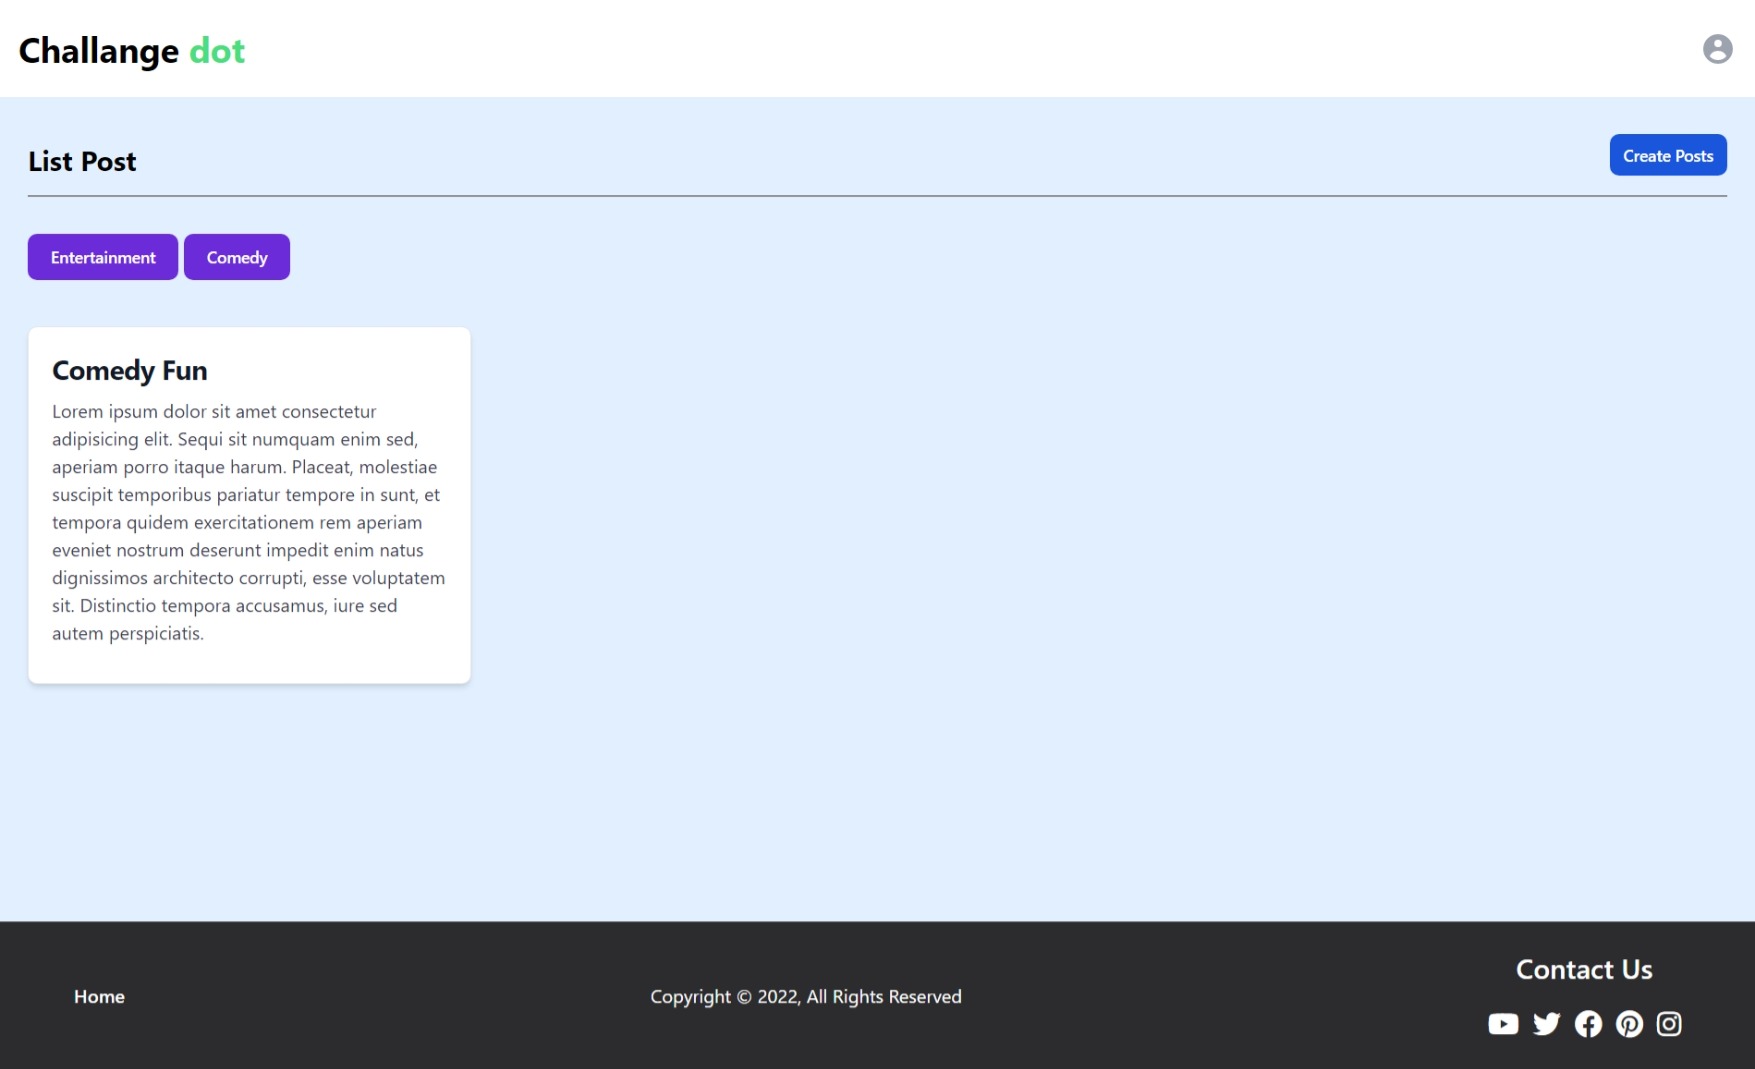 Challange dot
List Post
Create Posts
Entertainment
Comedy
Comedy Fun
Lorem ipsum dolor sit amet consectetur
adipisicing elit. Sequi sit numquam enim sed,
aperiam porro itaque harum. Placeat, molestiae
suscipit temporibus pariatur tempore in sunt, et
tempora quidem exercitationem rem aperiam
eveniet nostrum deserunt impedit enim natus
dignissimos architecto corrupti, esse voluptatem
sit. Distinctio tempora accusamus, iure sed
autem perspiciatis.
Home
Copyright © 2022, All Rights Reserved
Contact Us